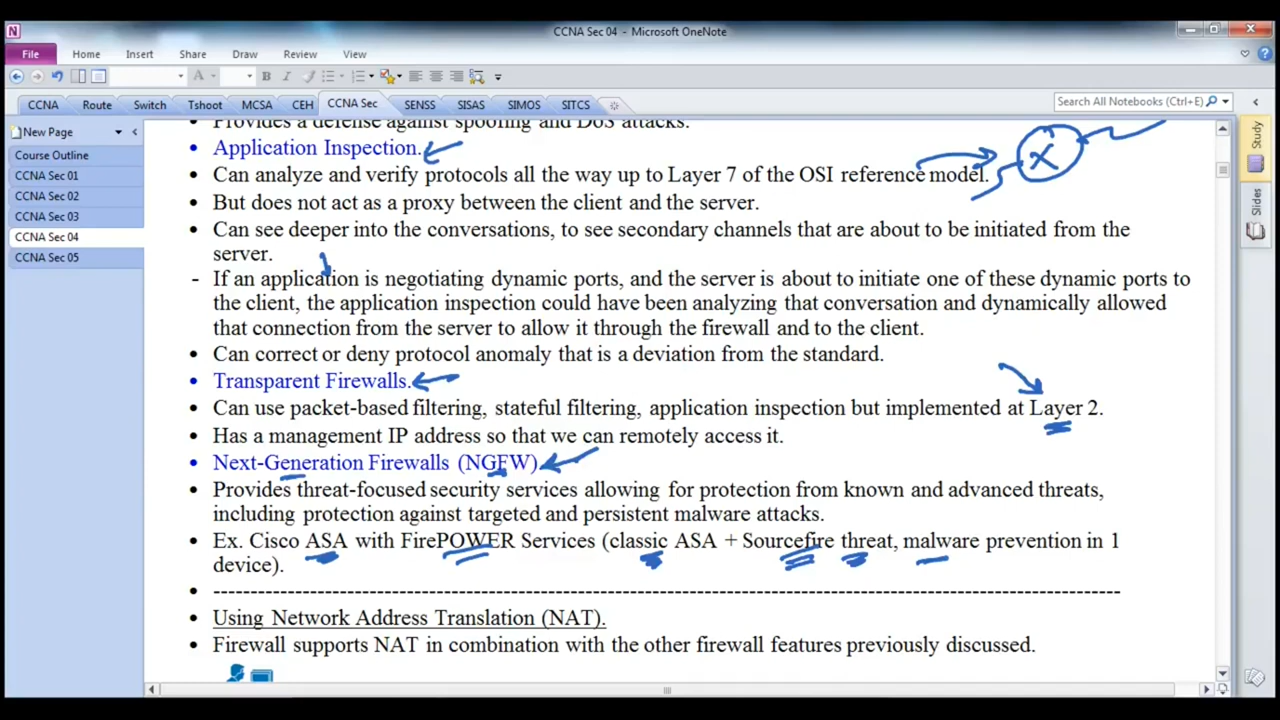 CCNA Sec 04 - Microsoft OneNote
File Home Insert Share Draw Review View
CCNA Route Switch Tshoot MCSA CEH CCNA Sec SENSS SISAS SIMOS SITCS
Search All Notebooks (Ctrl+E)
New Page
Course Outline
CCNA Sec 01
CCNA Sec 02
CCNA Sec 03
CCNA Sec 04
CCNA Sec 05
Provides a defense against spoofing and DoS attacks.
Application Inspection.
Can analyze and verify protocols all the way up to Layer 7 of the OSI reference model.
But does not act as a proxy between the client and the server.
Can see deeper into the conversations, to see secondary channels that are about to be initiated from the
server.
- If an application is negotiating dynamic ports, and the server is about to initiate one of these dynamic ports to
the client, the application inspection could have been analyzing that conversation and dynamically allowed
that connection from the server to allow it through the firewall and to the client.
Can correct or deny protocol anomaly that is a deviation from the standard.
Transparent Firewalls.
Can use packet-based filtering, stateful filtering, application inspection but implemented at Layer 2.
Has a management IP address so that we can remotely access it.
Next-Generation Firewalls (NGFW)
Provides threat-focused security services allowing for protection from known and advanced threats,
including protection against targeted and persistent malware attacks.
Ex. Cisco ASA with FirePOWER Services (classic ASA + Sourcefire threat, malware prevention in 1
device).
Using Network Address Translation (NAT).
Firewall supports NAT in combination with the other firewall features previously discussed.
Study
Slides